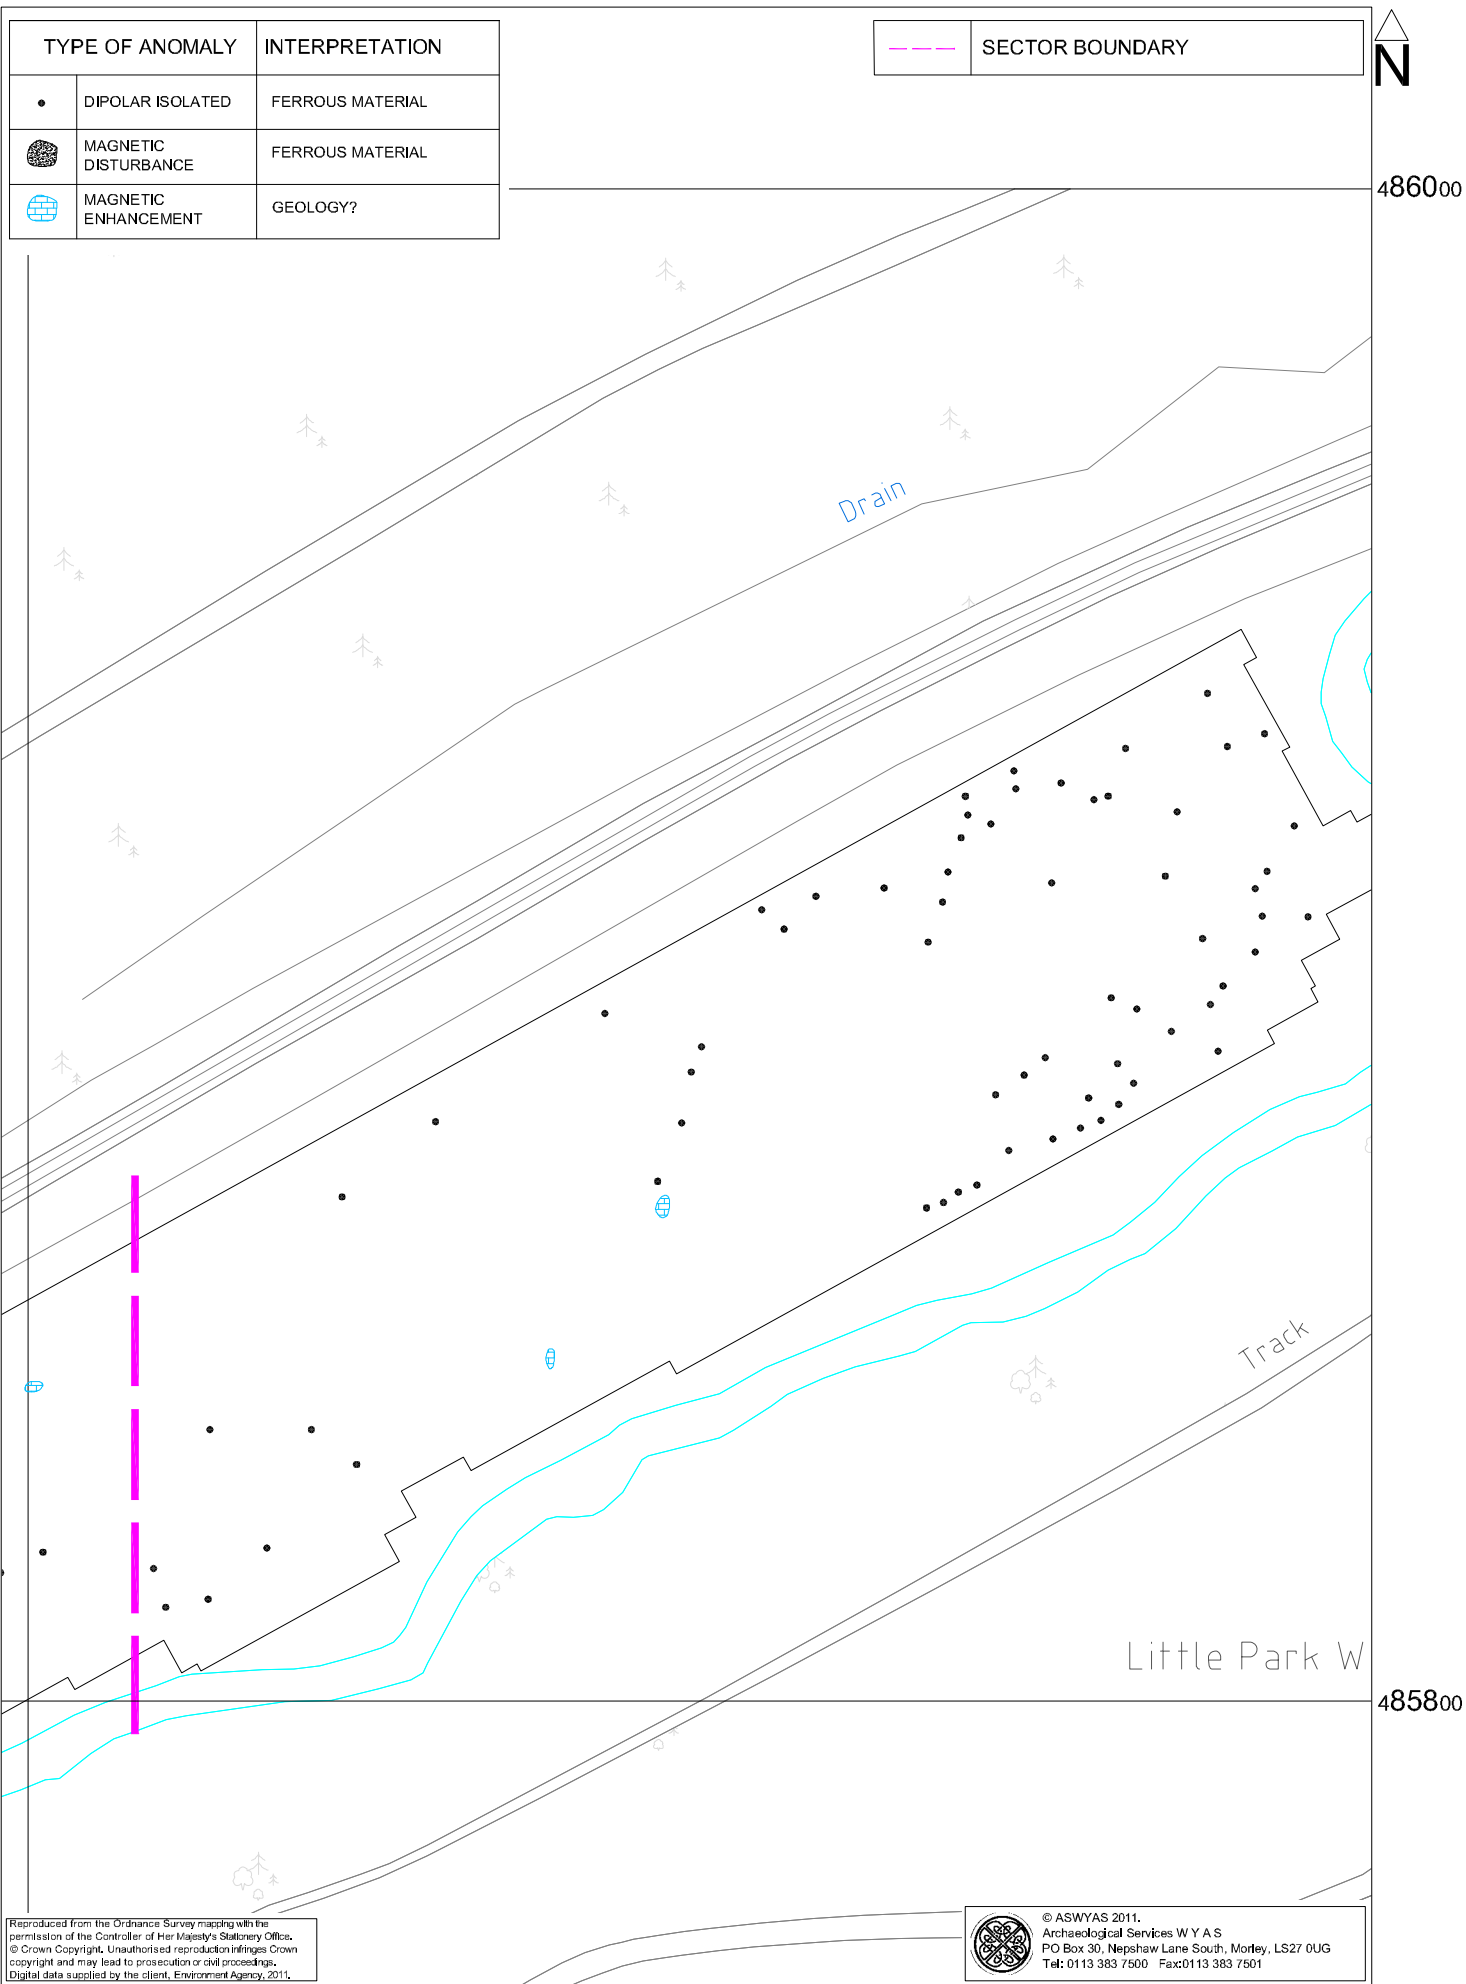 TYPE OF ANOMALY INTERPRETATION
DIPOLAR ISOLATED FERROUS MATERIAL
MAGNETIC
DISTURBANCE
FERROUS MATERIAL
MAGNETIC
ENHANCEMENT
GEOLOGY?
SECTOR BOUNDARY
N
486000
Drain
Track
Little Park W
485800
Reproduced from the Ordnance Survey mapping with the
permission of the Controller of Her Majesty's Stationery Office.
© Crown Copyright. Unauthorised reproduction infringes Crown
copyright and may lead to prosecution or civil proceedings.
Digital data supplied by the client, Environment Agency, 2011.
© ASWYAS 2011.
Archaeological Services W Y A S
PO Box 30, Nepshaw Lane South, Morley, LS27 0UG
Tel: 0113 383 7500 Fax:0113 383 7501